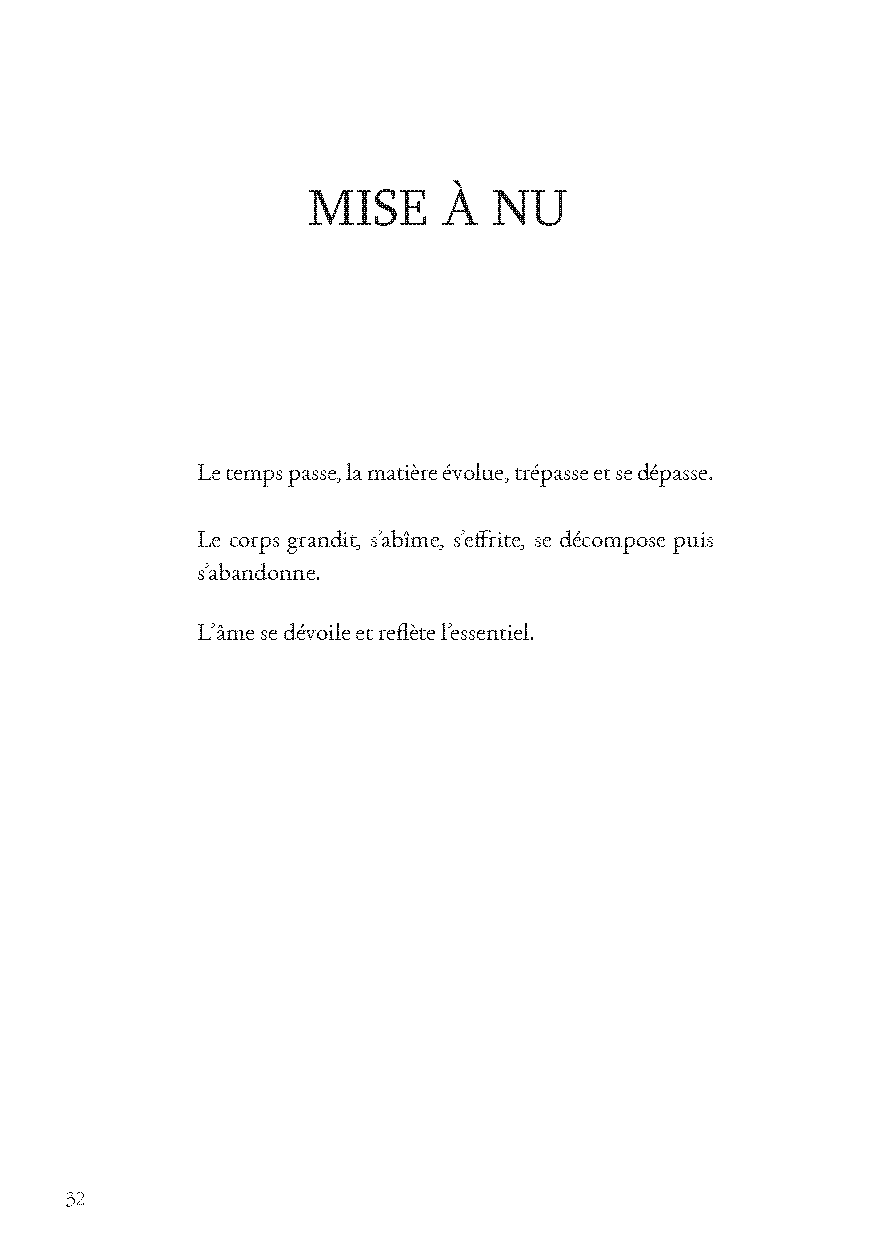 MISE À NU
Le temps passe, la matière évolue, trépasse et se dépasse.
Le corps grandit, s’abîme, s’effrite, se décompose puis
s’abandonne.
L’âme se dévoile et reflète l’essentiel.
32